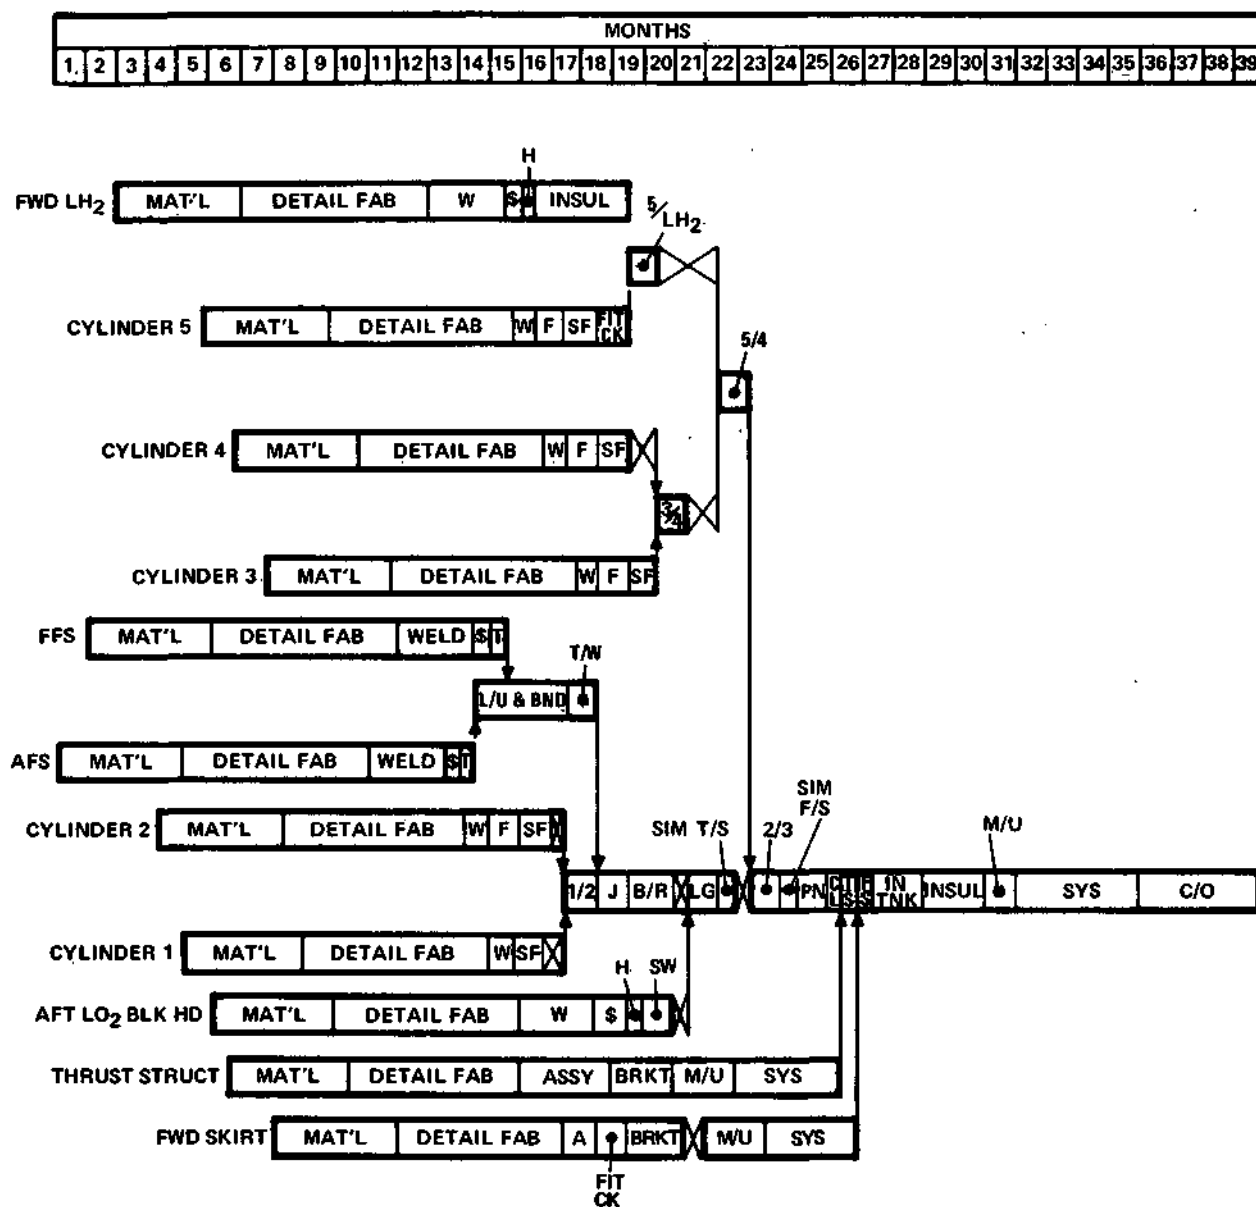 MONTHS
1 2 3 4 5 6 7 8 9 10 11 12 13 14 15 16 17 18 19 20 21 22 23 24 25 26 27 28 29 30 31 32 33 34 35 36 37 38 39
H
FWD LH2 MAT'L DETAIL FAB W $ INSUL
5/
LH2
CYLINDER 5 MAT'L DETAIL FAB W F SF FIT
CK
5/4
CYLINDER 4 MAT'L DETAIL FAB W F SF
3/4
CYLINDER 3 MAT'L DETAIL FAB W F SF
FFS MAT'L DETAIL FAB WELD $ T
T/W
L/U & BND
AFS MAT'L DETAIL FAB WELD $ T
SIM
F/S
CYLINDER 2 MAT'L DETAIL FAB W F SF
SIM T/S 2/3 M/U
1/2 J B/R LG PN IN
TNK INSUL SYS C/O
CYLINDER 1 MAT'L DETAIL FAB W SF
H SW
AFT LO2 BLK HD MAT'L DETAIL FAB W $
THRUST STRUCT MAT'L DETAIL FAB ASSY BRKT M/U SYS
FWD SKIRT MAT'L DETAIL FAB A BRKT M/U SYS
FIT
CK